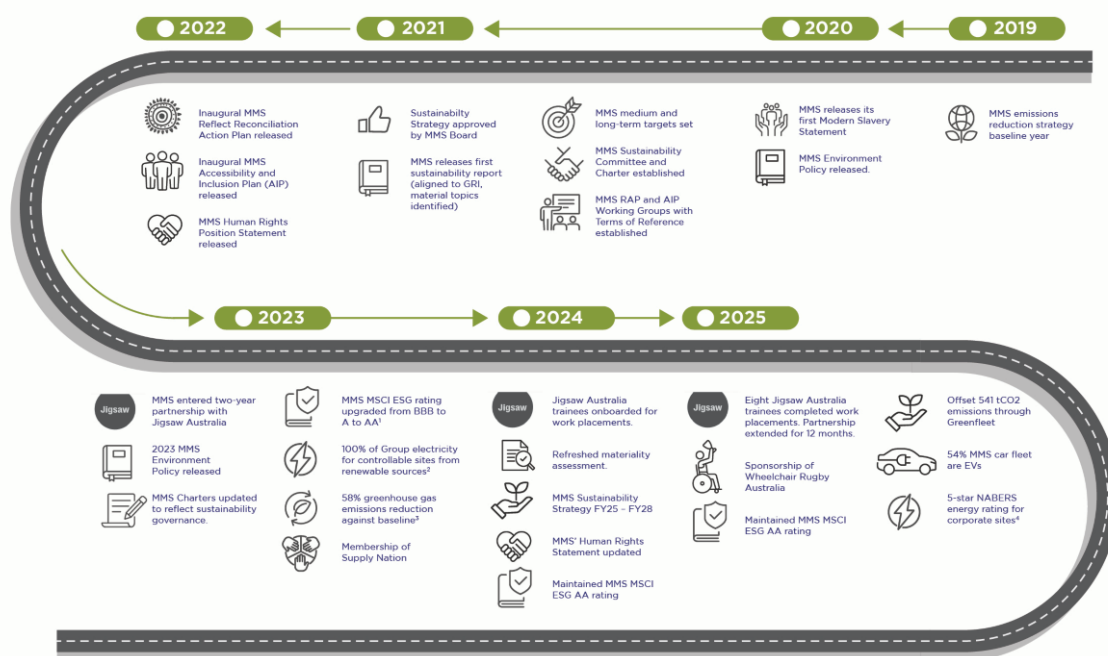 2022
2021
2020
2019
Inaugural MMS
Reflect Reconciliation
Action Plan released
Inaugural MMS
Accessibility and
Inclusion Plan (AIP)
released
MMS Human Rights
Position Statement
released
Sustainabity
Strategy approved
by MMS Board
MMS releases first
sustainability report
(aligned to GRI,
material topics
identified)
MMS medium and
long-term targets set
MMS Sustainability
Committee and
Charter established
MMS RAP and AIP
Working Groups with
Terms of Reference
established
MMS releases its
first Modern Slavery
Statement
MMS Environment
Policy released.
MMS emissions
reduction strategy
baseline year
2023
2024
2025
Jigsaw
MMS entered two-year
partnership with
Jigsaw Australia
2023 MMS
Environment
Policy released
MMS Charters updated
to reflect sustainability
governance.
MMS MSCI ESG rating
upgraded from BBB to
A to AA¹
100% of Group electricity
for controllable sites from
renewable sources²
58% greenhouse gas
emissions reduction
against baseline³
Membership of
Supply Nation
Jigsaw
Jigsaw Australia
trainees onboarded for
work placements.
Refreshed materiality
assessment.
MMS Sustainability
Strategy FY25 – FY28
MMS' Human Rights
Statement updated
Maintained MMS MSCI
ESG AA rating
Jigsaw
Eight Jigsaw Australia
trainees completed work
placements. Partnership
extended for 12 months.
Sponsorship of
Wheelchair Rugby
Australia
Maintained MMS MSCI
ESG AA rating
Offset 541 tCO2
emissions through
Greenfleet
54% MMS car fleet
are EVs
5-star NABERS
energy rating for
corporate sites⁴